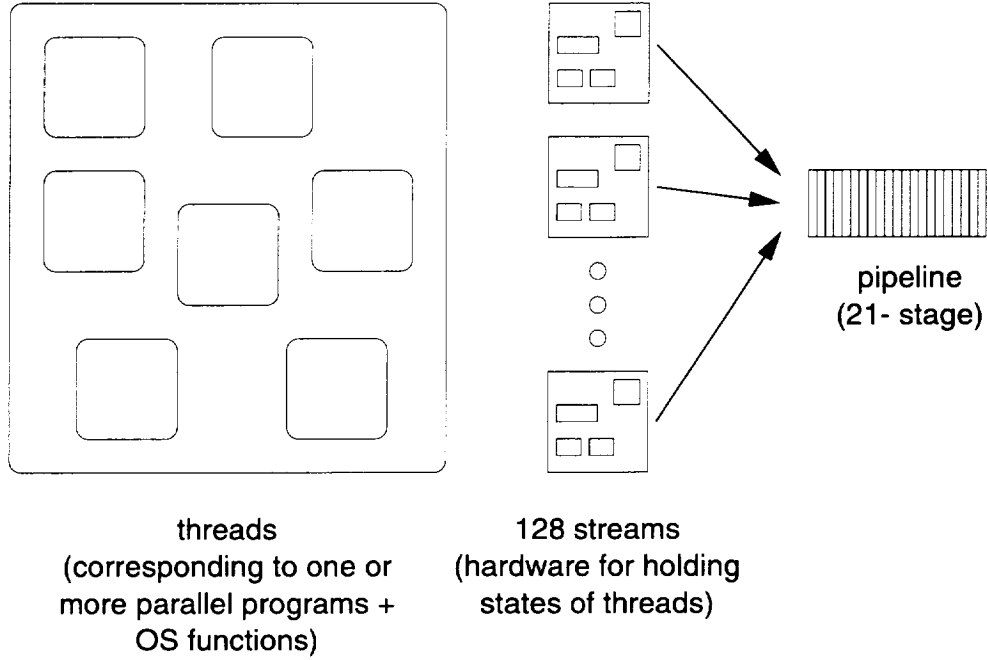 pipeline
(21- stage)
threads
(corresponding to one or
more parallel programs +
OS functions)
128 streams
(hardware for holding
states of threads)